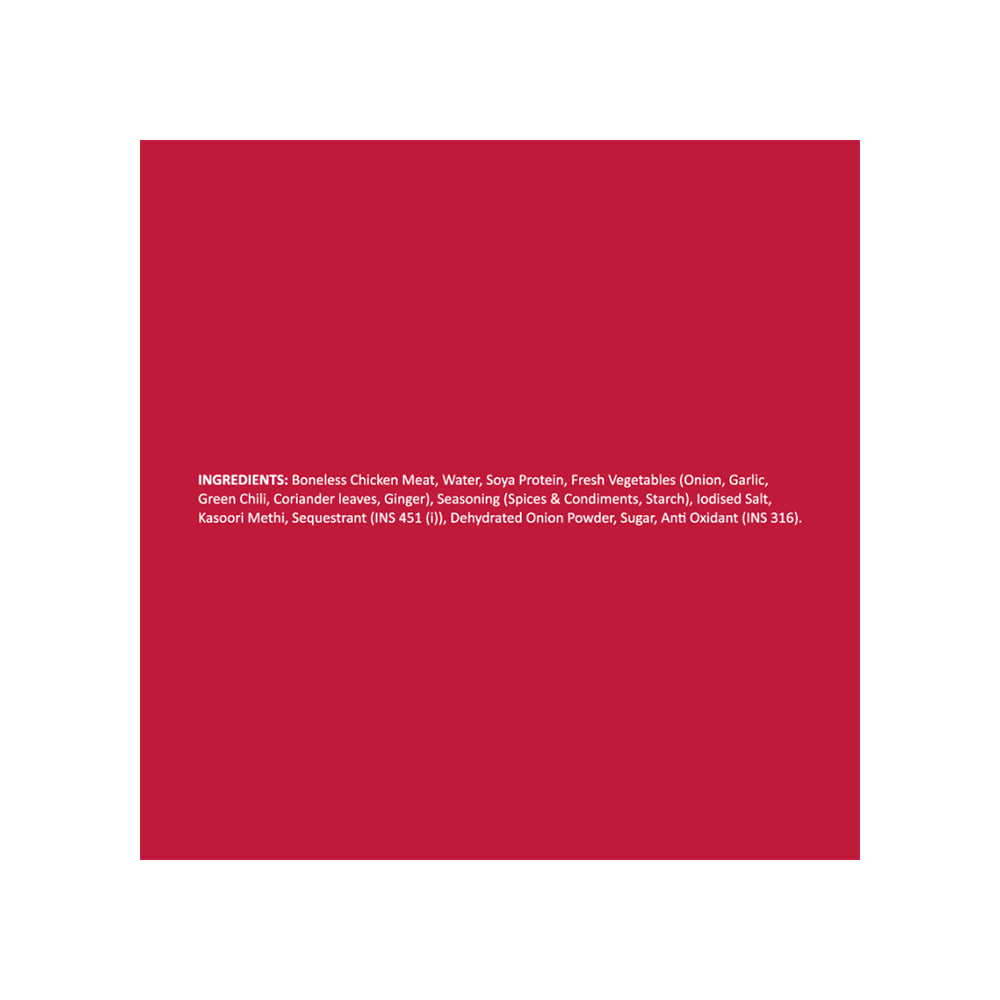 INGREDIENTS: Boneless Chicken Meat, Water, Soya Protein, Fresh Vegetables (Onion, Garlic,
Green Chili, Coriander leaves, Ginger), Seasoning (Spices & Condiments, Starch), Iodised Salt,
Kasoori Methi, Sequestrant (INS 451 (i)), Dehydrated Onion Powder, Sugar, Anti Oxidant (INS 316).